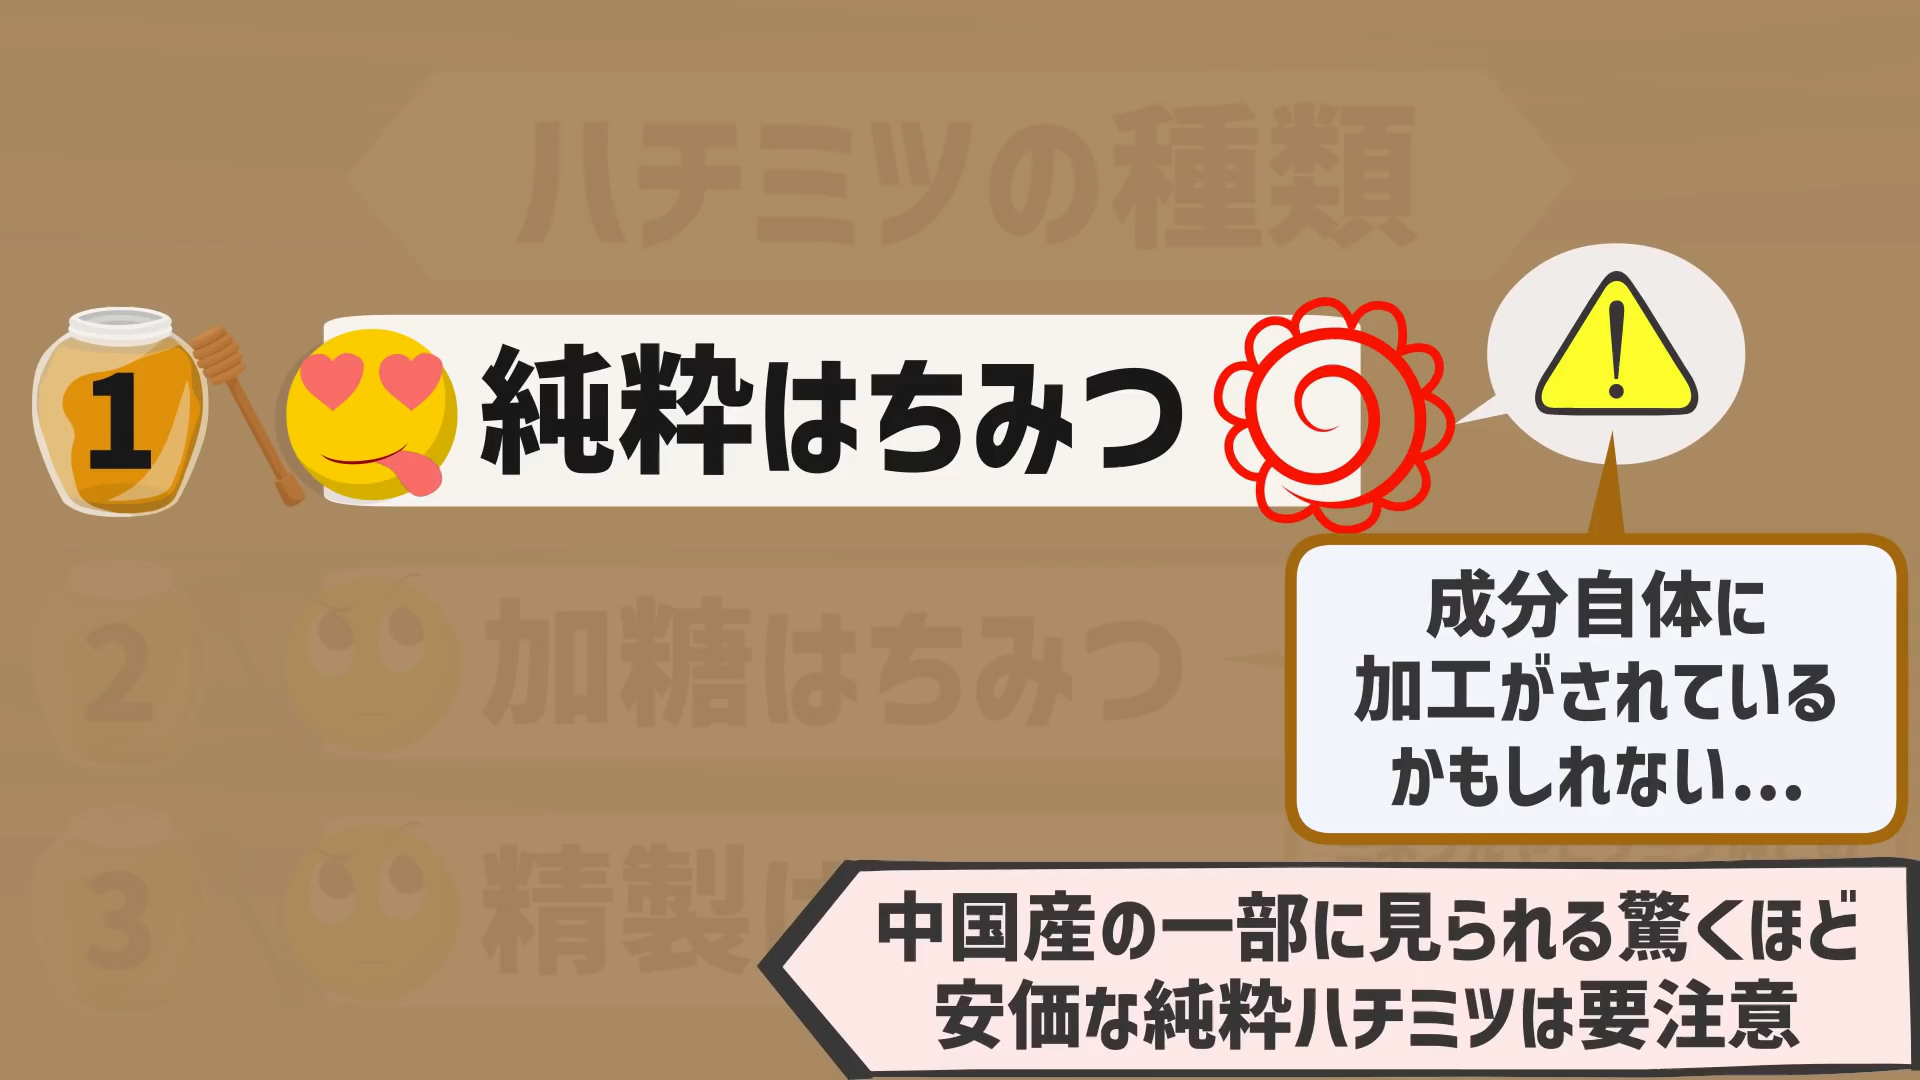 ハチミツの種類
1
純粋はちみつ
!
成分自体に
加工がされている
かもしれない...
2
加糖はちみつ
3
精製は
中国産の一部に見られる驚くほど
安価な純粋ハチミツは要注意